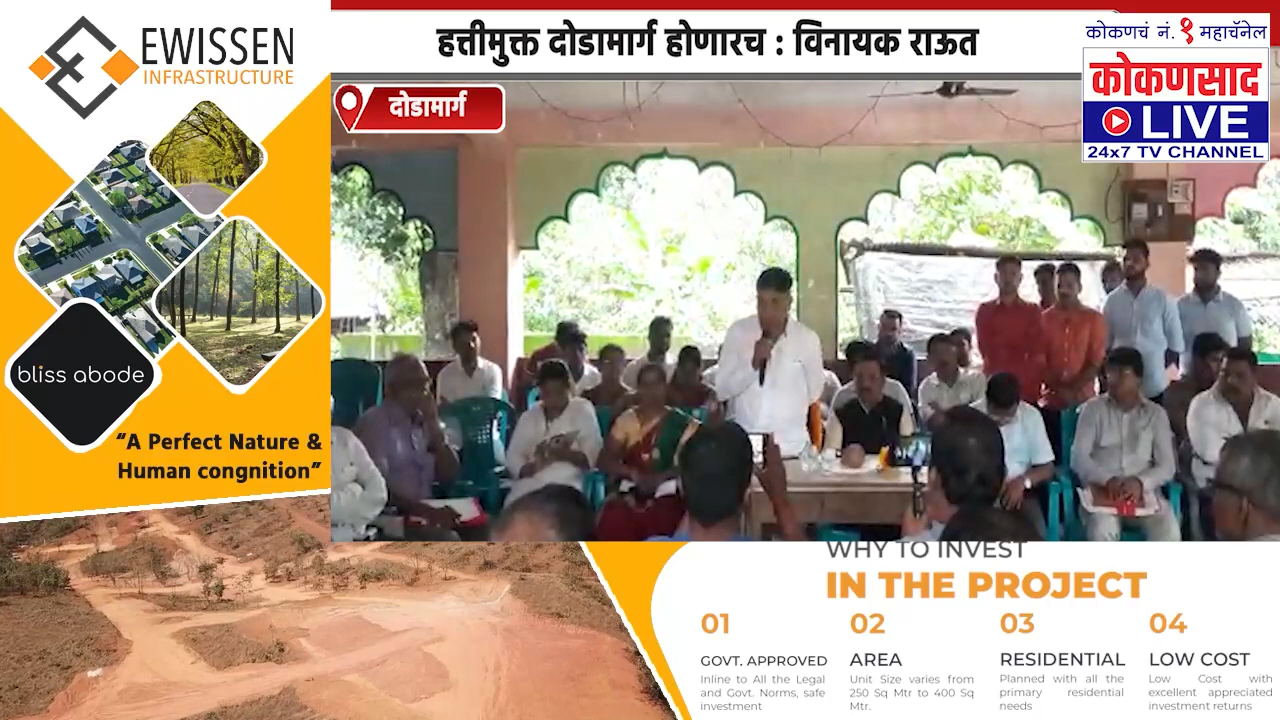 EWISSEN
INFRASTRUCTURE
bliss abode
“A Perfect Nature &
Human congnition”
हत्तीमुक्त दोडामार्ग होणारच : विनायक राऊत
दोडामार्ग
कोकणचं नं. १ महाचॅनेल
कोकणसाद
LIVE
24x7 TV CHANNEL
WHY TO INVEST
IN THE PROJECT
01
GOVT. APPROVED
Inline to All the Legal
and Govt. Norms, safe
investment
02
AREA
Unit Size varies from
250 Sq Mtr to 400 Sq
Mtr.
03
RESIDENTIAL
Planned with all the
primary residential
needs
04
LOW COST
Low Cost with
excellent appreciated
investment returns